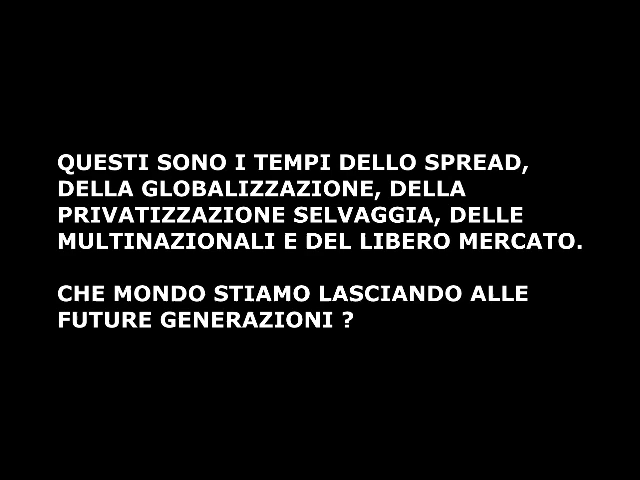 QUESTI SONO I TEMPI DELLO SPREAD,
DELLA GLOBALIZZAZIONE, DELLA
PRIVATIZZAZIONE SELVAGGIA, DELLE
MULTINAZIONALI E DEL LIBERO MERCATO.
CHE MONDO STIAMO LASCIANDO ALLE
FUTURE GENERAZIONI ?